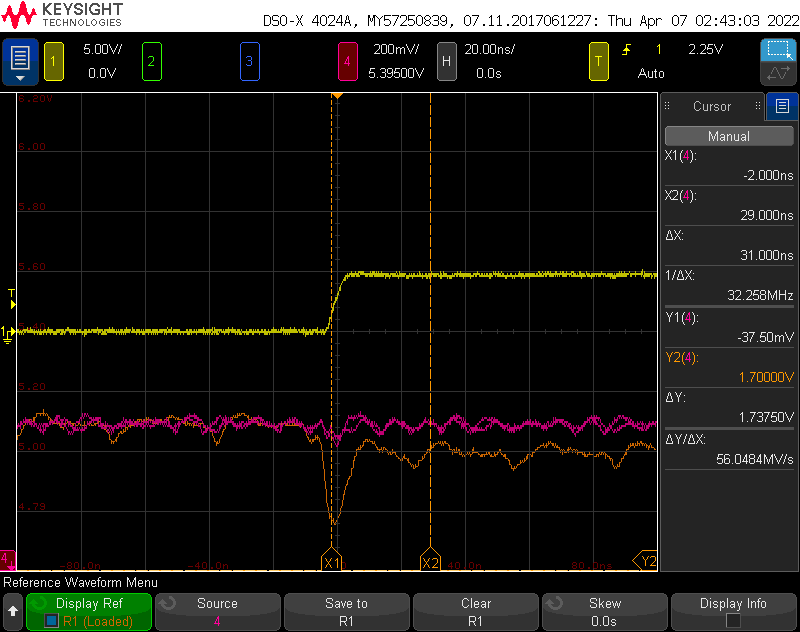 KEYSIGHT
TECHNOLOGIES
DSO-X 4024A, MY57250839, 07.11.2017061227: Thu Apr 07 02:43:03 2022
1 5.00V/ 0.0V
2
3
4 200mV/ 5.39500V
H 20.00ns/ 0.0s
T 1 2.25V Auto
6.20V
6.00
5.80
5.60
5.40
5.20
5.00
4.79
T
1
4
-80.0n -40.0n 40.0n 80.0n
X1 X2 Y2
Cursor
Manual
X1(4):
-2.000ns
X2(4):
29.000ns
ΔX:
31.000ns
1/ΔX:
32.258MHz
Y1(4):
-37.50mV
Y2(4):
1.70000V
ΔY:
1.73750V
ΔY/ΔX:
56.0484MV/s
Reference Waveform Menu
Display Ref
R1 (Loaded)
Source
4
Save to
R1
Clear
R1
Skew
0.0s
Display Info